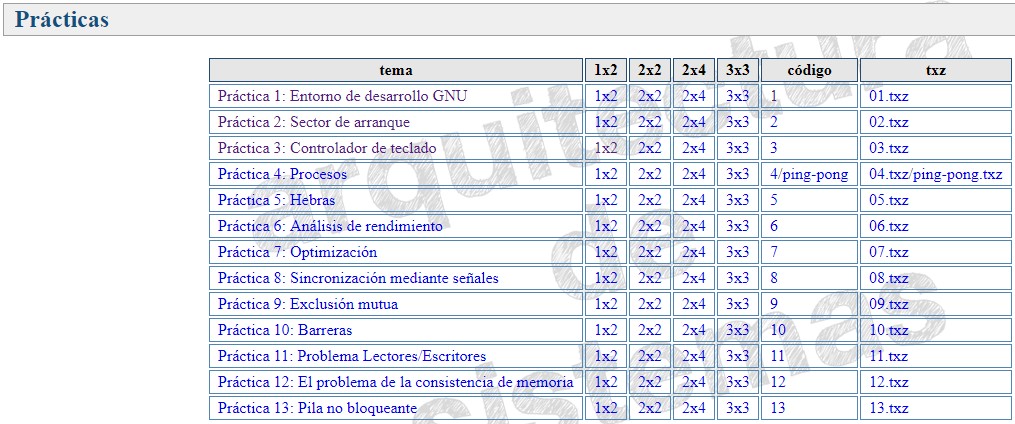 Prácticas
tema 1x2 2x2 2x4 3x3 código txz
Práctica 1: Entorno de desarrollo GNU 1x2 2x2 2x4 3x3 1 01.txz
Práctica 2: Sector de arranque 1x2 2x2 2x4 3x3 2 02.txz
Práctica 3: Controlador de teclado 1x2 2x2 2x4 3x3 3 03.txz
Práctica 4: Procesos 1x2 2x2 2x4 3x3 4/ping-pong 04.txz/ping-pong.txz
Práctica 5: Hebras 1x2 2x2 2x4 3x3 5 05.txz
Práctica 6: Análisis de rendimiento 1x2 2x2 2x4 3x3 6 06.txz
Práctica 7: Optimización 1x2 2x2 2x4 3x3 7 07.txz
Práctica 8: Sincronización mediante señales 1x2 2x2 2x4 3x3 8 08.txz
Práctica 9: Exclusión mutua 1x2 2x2 2x4 3x3 9 09.txz
Práctica 10: Barreras 1x2 2x2 2x4 3x3 10 10.txz
Práctica 11: Problema Lectores/Escritores 1x2 2x2 2x4 3x3 11 11.txz
Práctica 12: El problema de la consistencia de memoria 1x2 2x2 2x4 3x3 12 12.txz
Práctica 13: Pila no bloqueante 1x2 2x2 2x4 3x3 13 13.txz
arquitectura
de
sistemas